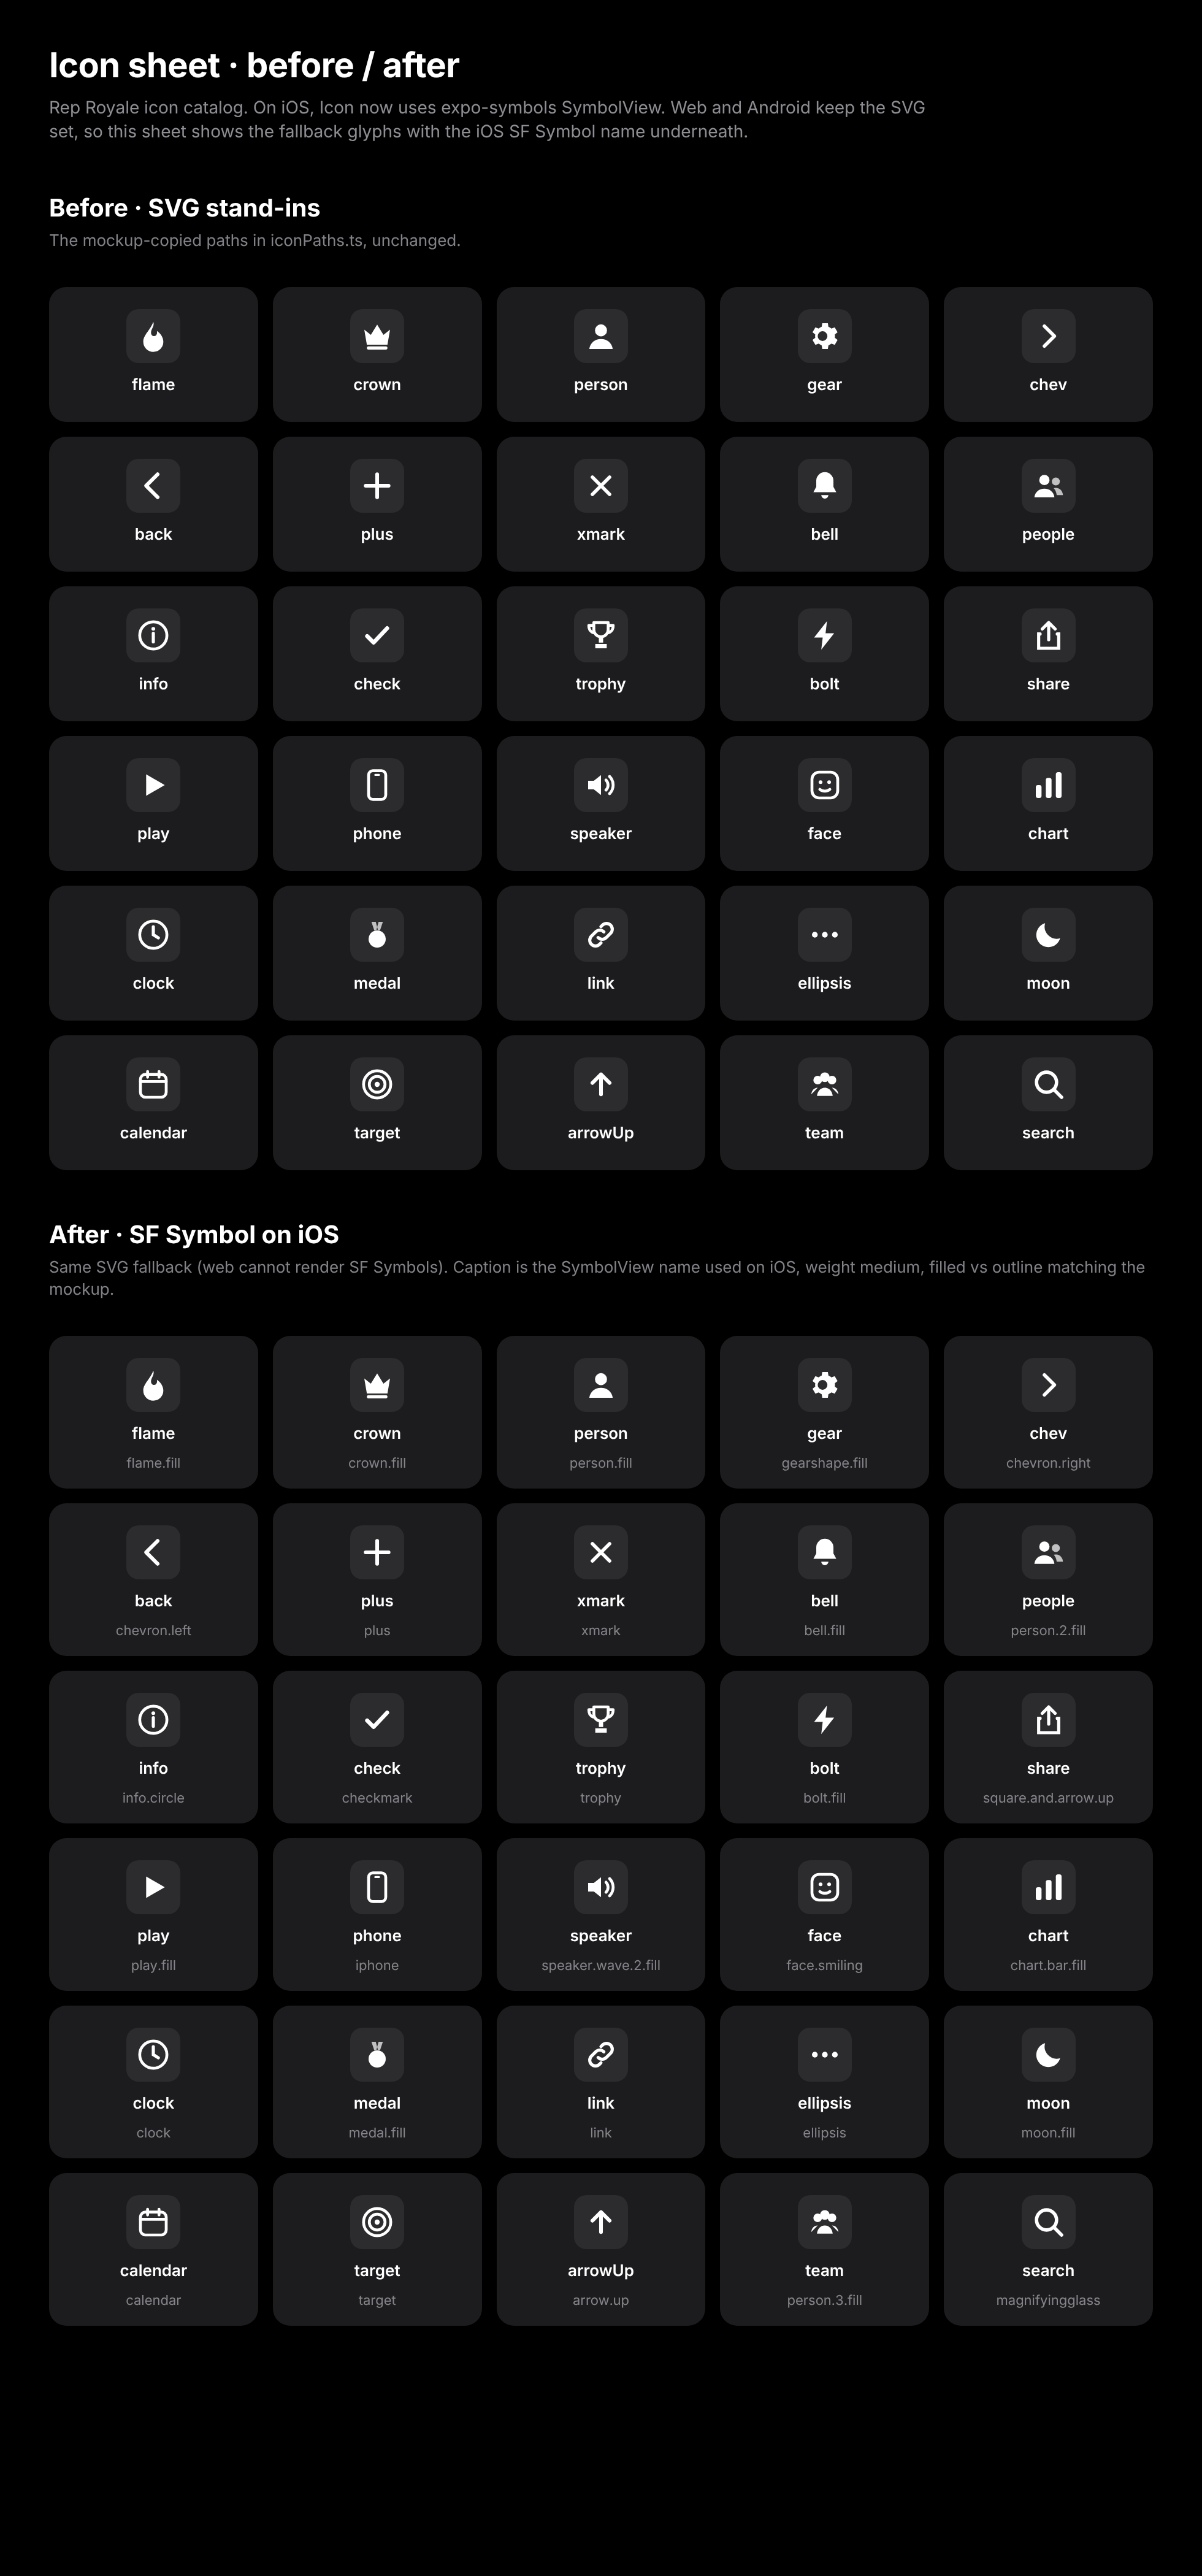 Icon sheet · before / after
Rep Royale icon catalog. On iOS, Icon now uses expo-symbols SymbolView. Web and Android keep the SVG
set, so this sheet shows the fallback glyphs with the iOS SF Symbol name underneath.
Before · SVG stand-ins
The mockup-copied paths in iconPaths.ts, unchanged.
flame crown person gear chev
back plus xmark bell people
info check trophy bolt share
play phone speaker face chart
clock medal link ellipsis moon
calendar target arrowUp team search
After · SF Symbol on iOS
Same SVG fallback (web cannot render SF Symbols). Caption is the SymbolView name used on iOS, weight medium, filled vs outline matching the
mockup.
flame crown person gear chev
flame.fill crown.fill person.fill gearshape.fill chevron.right
back plus xmark bell people
chevron.left plus xmark bell.fill person.2.fill
info check trophy bolt share
info.circle checkmark trophy bolt.fill square.and.arrow.up
play phone speaker face chart
play.fill iphone speaker.wave.2.fill face.smiling chart.bar.fill
clock medal link ellipsis moon
clock medal.fill link ellipsis moon.fill
calendar target arrowUp team search
calendar target arrow.up person.3.fill magnifyingglass